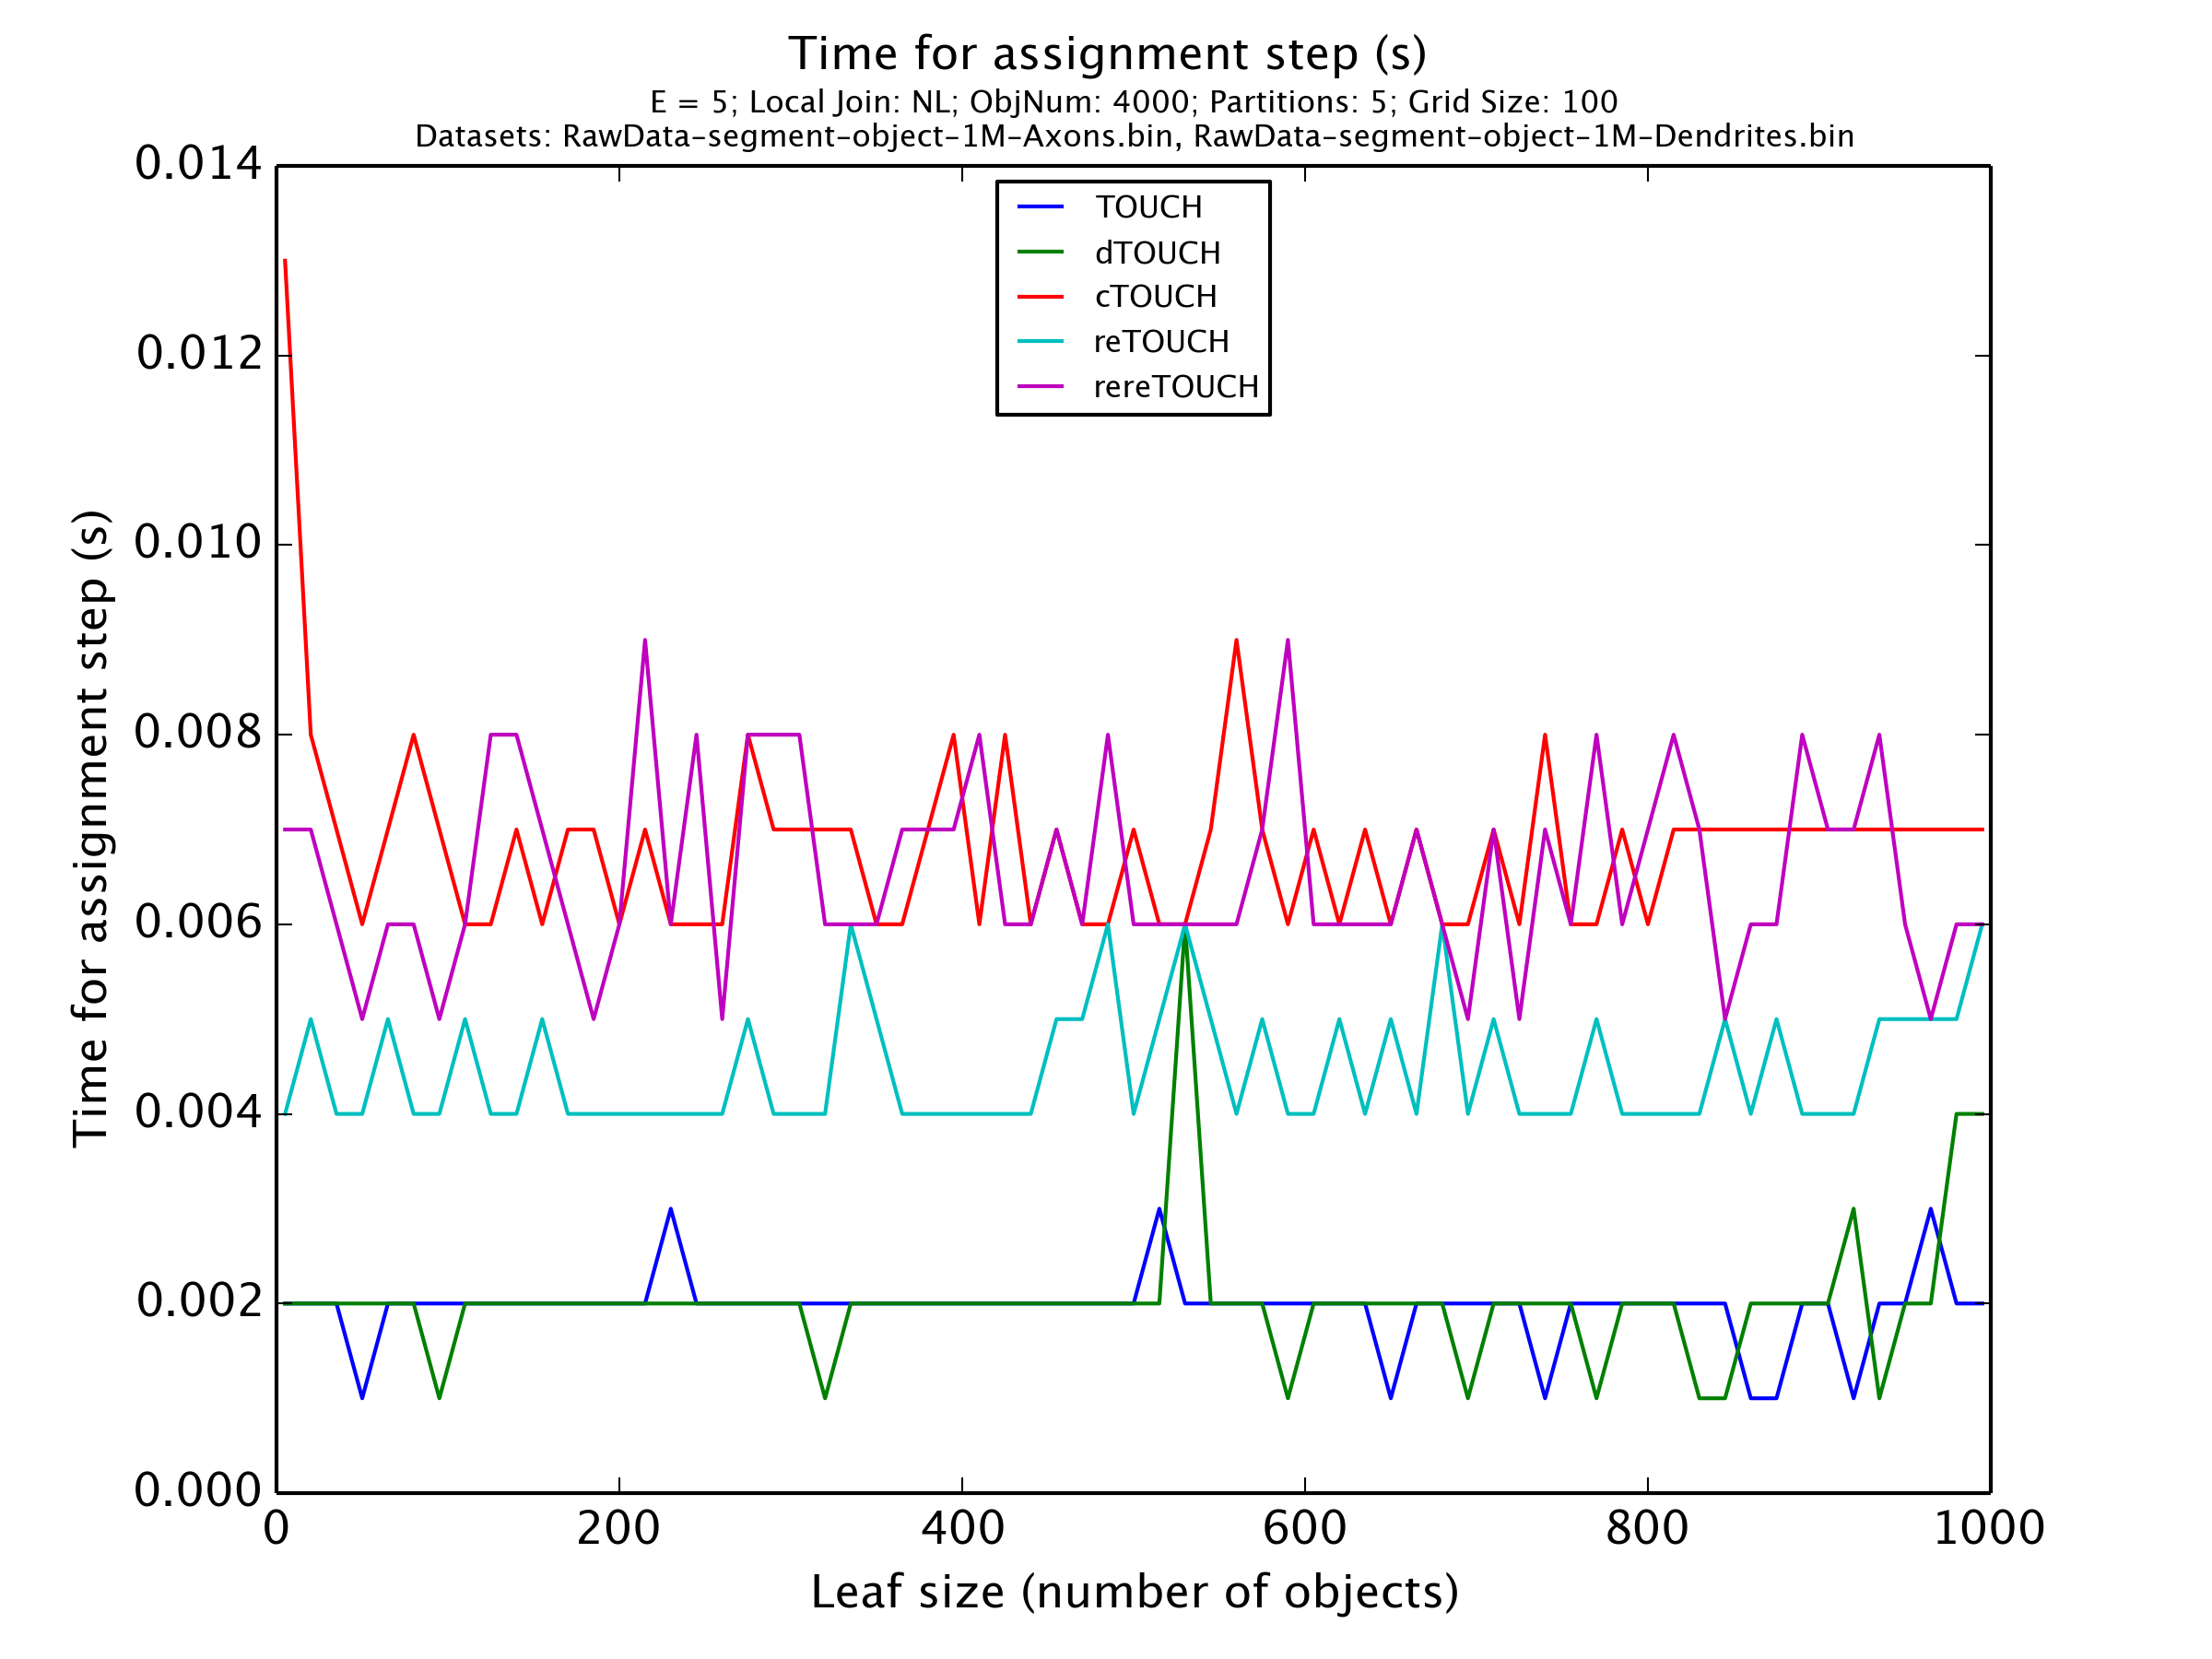 Time for assignment step (s)
E = 5; Local Join: NL; ObjNum: 4000; Partitions: 5; Grid Size: 100
Datasets: RawData-segment-object-1M-Axons.bin, RawData-segment-object-1M-Dendrites.bin
TOUCH
dTOUCH
cTOUCH
reTOUCH
rereTOUCH
Time for assignment step (s)
0.014
0.012
0.010
0.008
0.006
0.004
0.002
0.000
0 200 400 600 800 1000
Leaf size (number of objects)